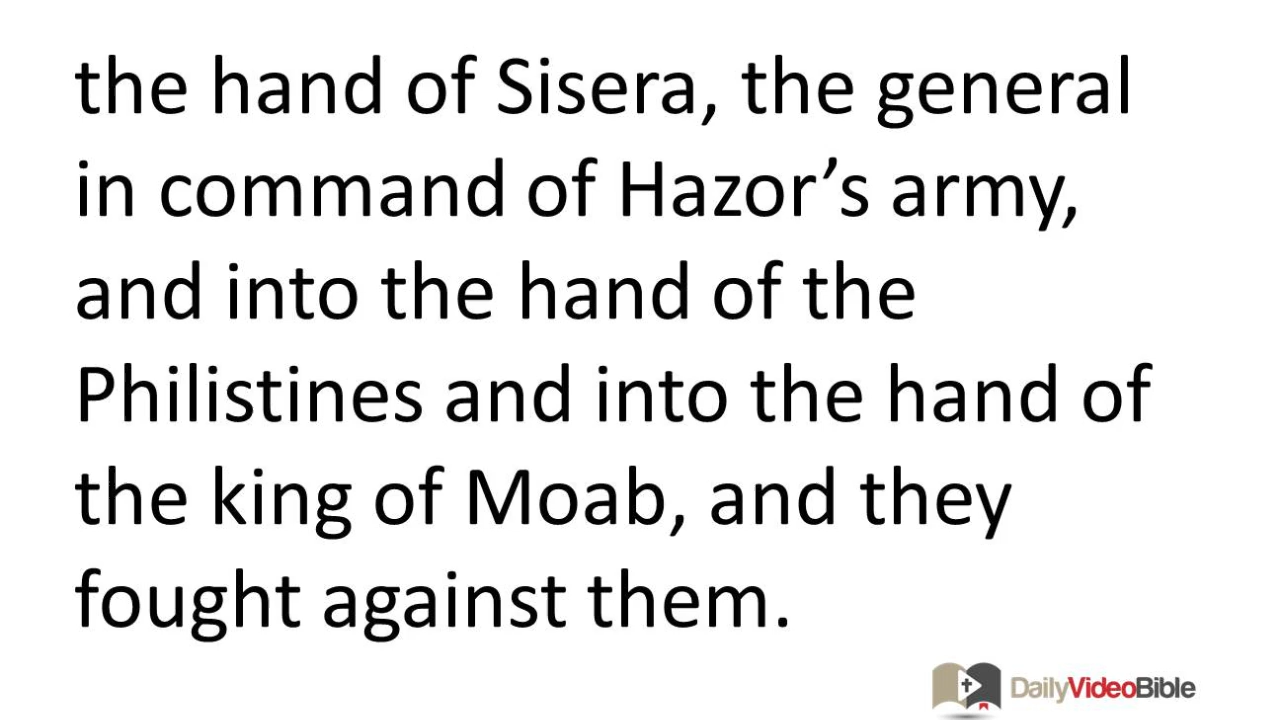 the hand of Sisera, the general
in command of Hazor’s army,
and into the hand of the
Philistines and into the hand of
the king of Moab, and they
fought against them.
DailyVideoBible